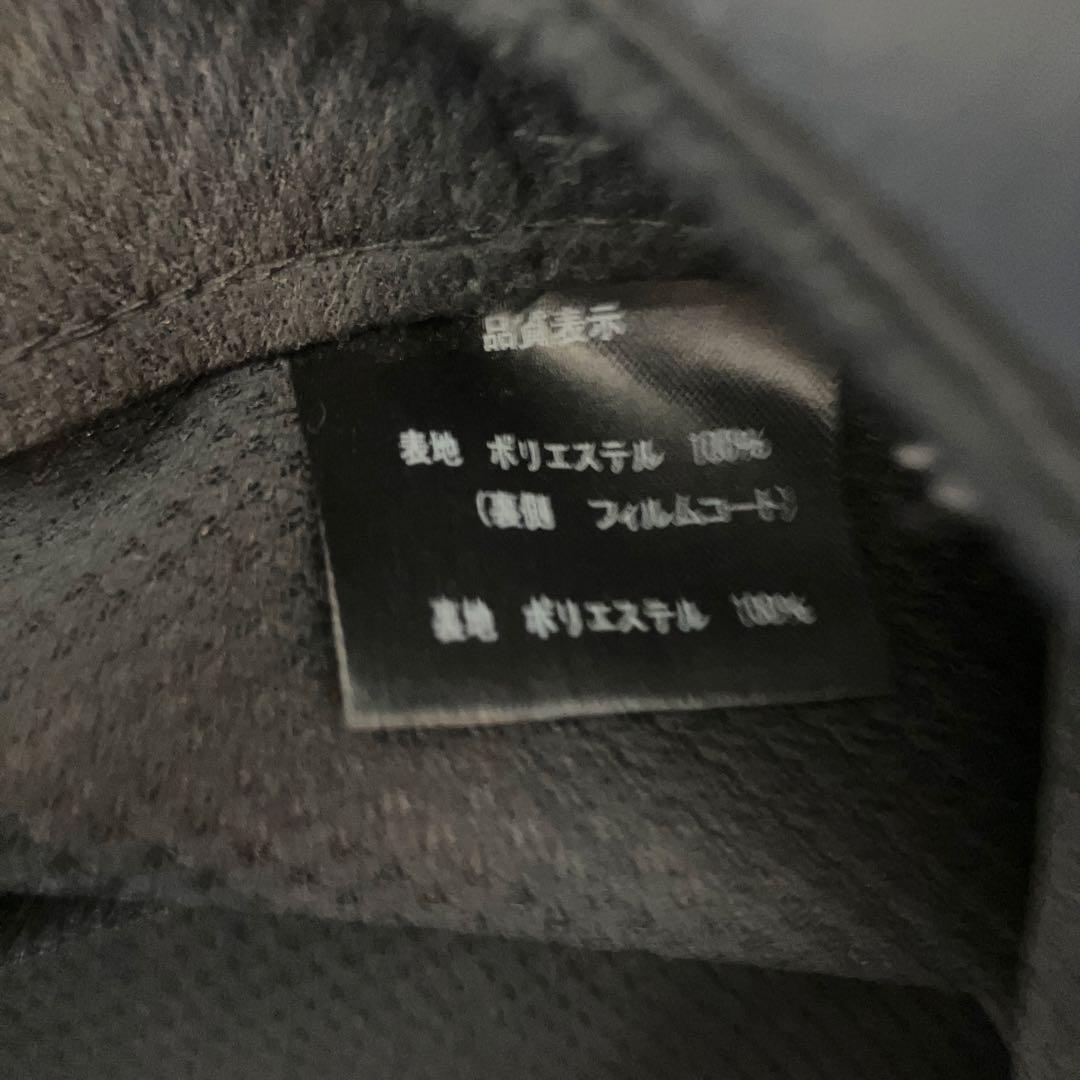 品質表示
表地 ポリエステル 100%
(裏側 フィルムコート)
裏地 ポリエステル 100%